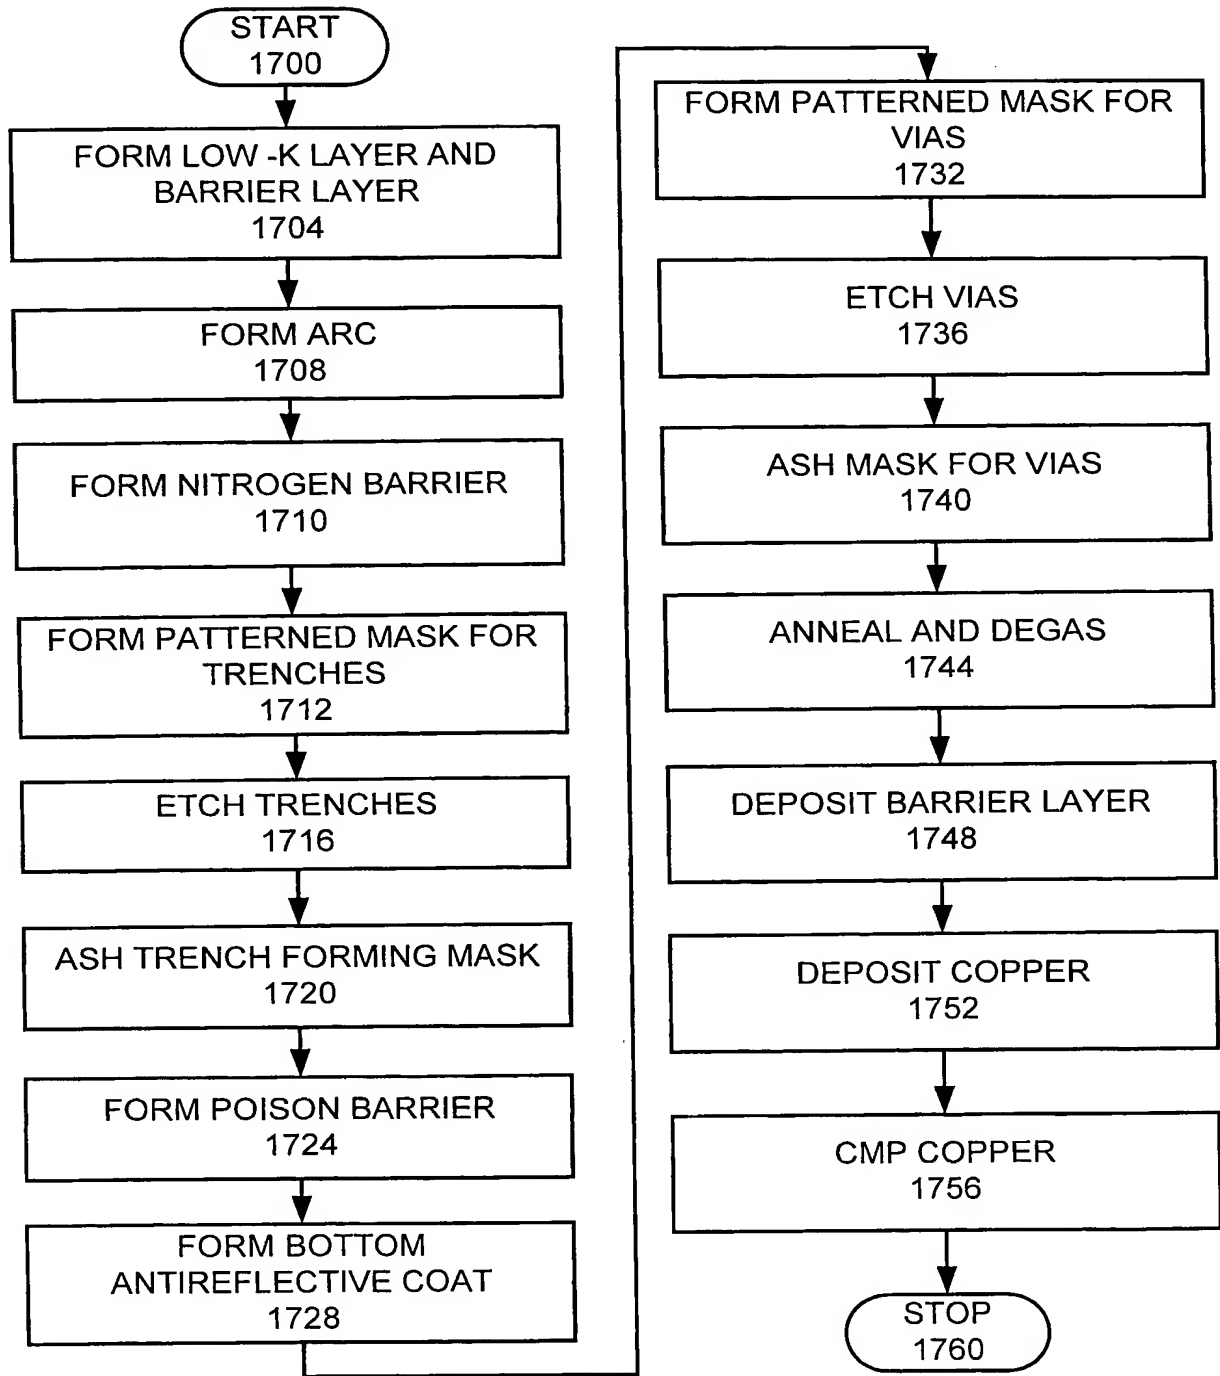 START
1700
FORM LOW -K LAYER AND
BARRIER LAYER
1704
FORM ARC
1708
FORM NITROGEN BARRIER
1710
FORM PATTERNED MASK FOR
TRENCHES
1712
ETCH TRENCHES
1716
ASH TRENCH FORMING MASK
1720
FORM POISON BARRIER
1724
FORM BOTTOM
ANTIREFLECTIVE COAT
1728
FORM PATTERNED MASK FOR
VIAS
1732
ETCH VIAS
1736
ASH MASK FOR VIAS
1740
ANNEAL AND DEGAS
1744
DEPOSIT BARRIER LAYER
1748
DEPOSIT COPPER
1752
CMP COPPER
1756
STOP
1760